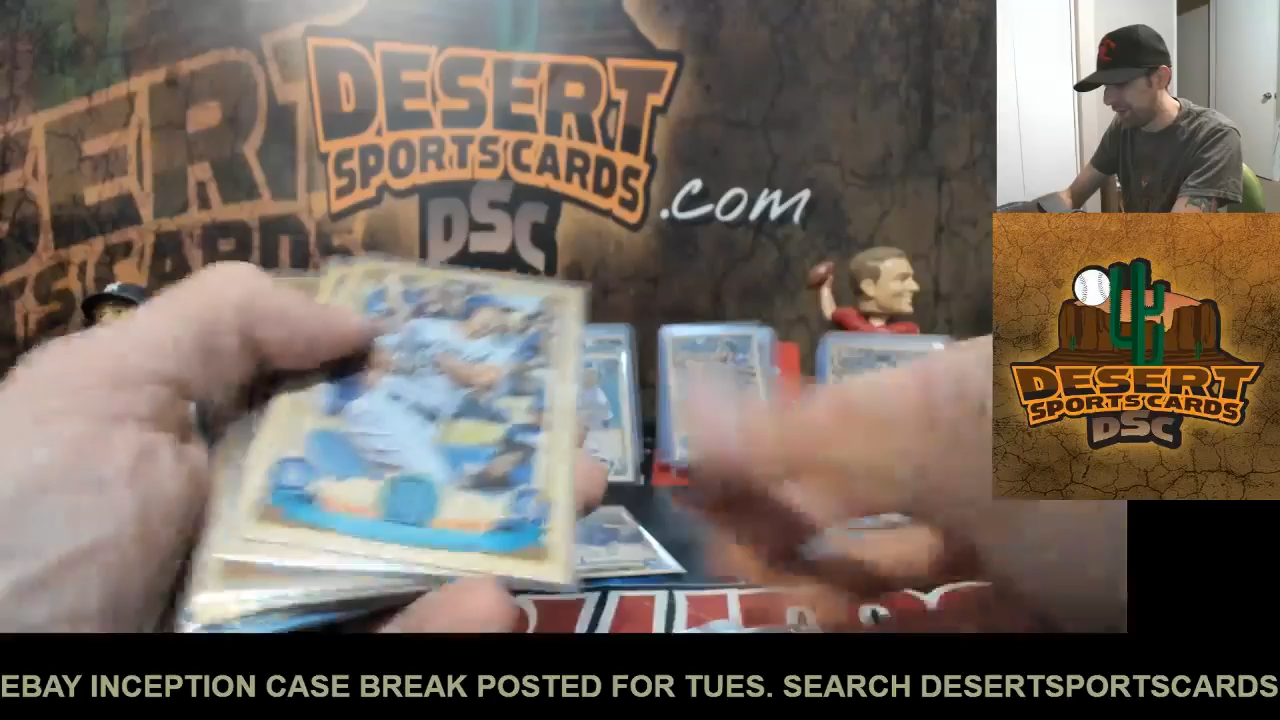 DESERT
SPORTS CARDS
.com
DSC
DESERT
SPORTS CARDS
DSC
EBAY INCEPTION CASE BREAK POSTED FOR TUES. SEARCH DESERTSPORTSCARDS